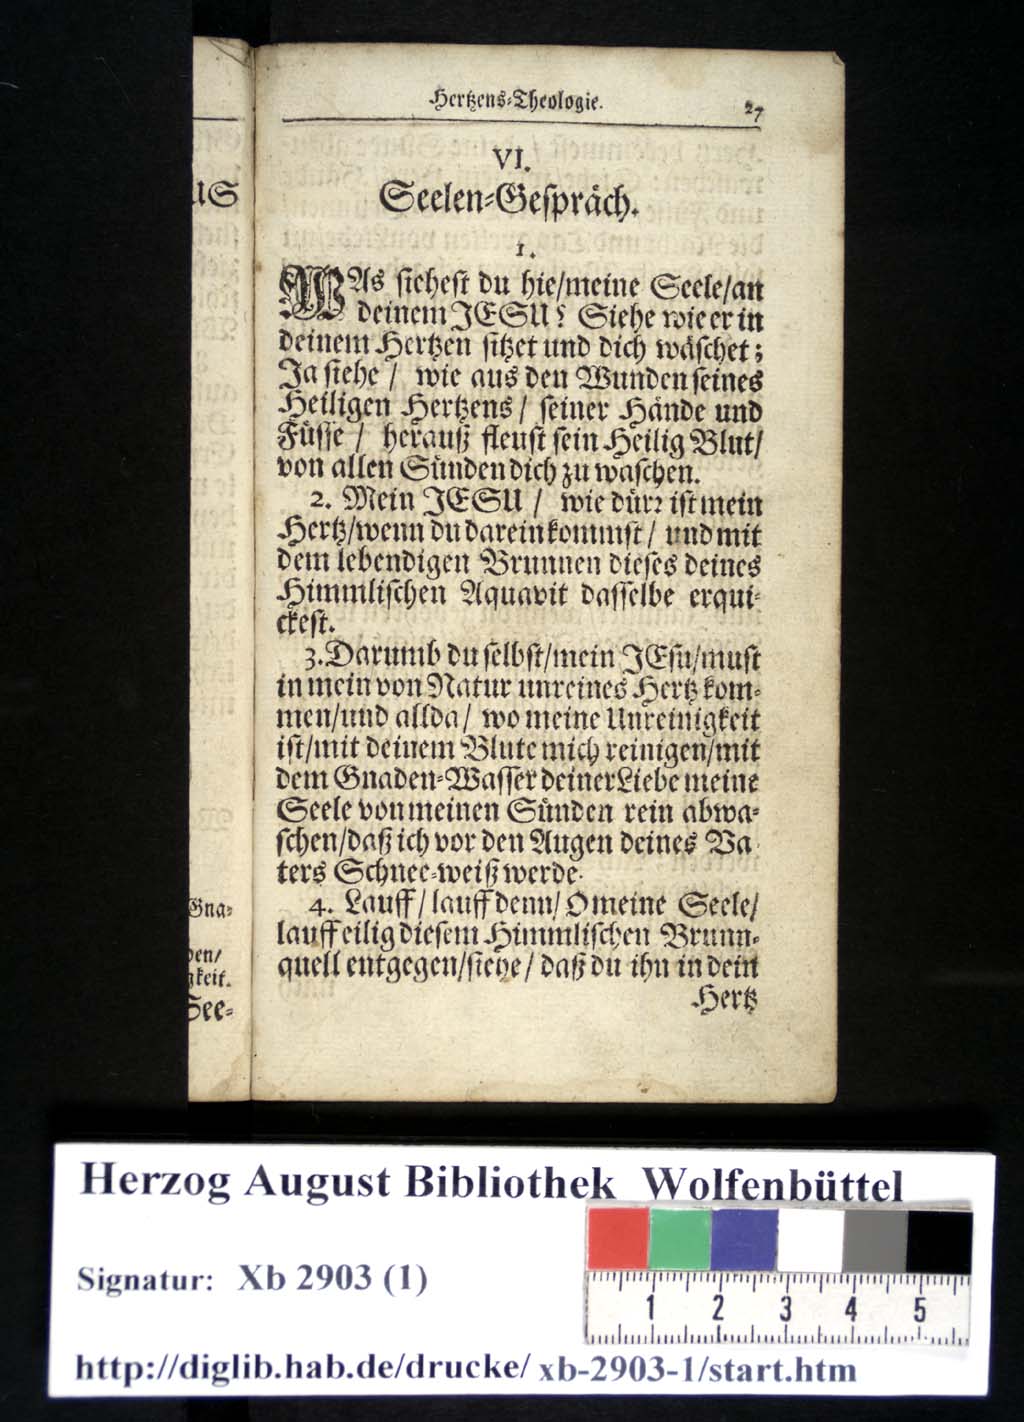 Hertzens-Theologie. 27
VI.
Seelen-Gespräch.
1.
WAs siehest du hie/meine Seele/an
deinem JESU? Siehe wie er in
deinem Hertzen sitzet und dich wäschet;
Ja siehe / wie aus den Wunden seines
Heiligen Hertzens / seiner Hände und
Füsse / herauß fleust sein Heilig Blut/
von allen Sünden dich zu waschen.
2. Mein JESU / wie dürr ist mein
Hertz/wenn du darein kommst / und mit
dem lebendigen Brunnen dieses deines
Himmlischen Aquavit dasselbe erqui-
ckest.
3. Darumb du selbst/mein JEsu/must
in mein von Natur unreines Hertz kom-
men/und allda / wo meine Unreinigkeit
ist/mit deinem Blute mich reinigen/mit
dem Gnaden-Wasser deiner Liebe meine
Seele von meinen Sünden rein abwa-
schen/daß ich vor den Augen deines Va-
ters Schnee-weiß werde.
4. Lauff / lauff denn/ O meine Seele/
lauff eilig diesem Himmlischen Brunn-
quell entgegen/siehe / daß du ihn in dein
Hertz
us
Gna-
den/
gkeit.
See-
Herzog August Bibliothek Wolfenbüttel
Signatur: Xb 2903 (1)
1 2 3 4 5
http://diglib.hab.de/drucke/ xb-2903-1/start.htm